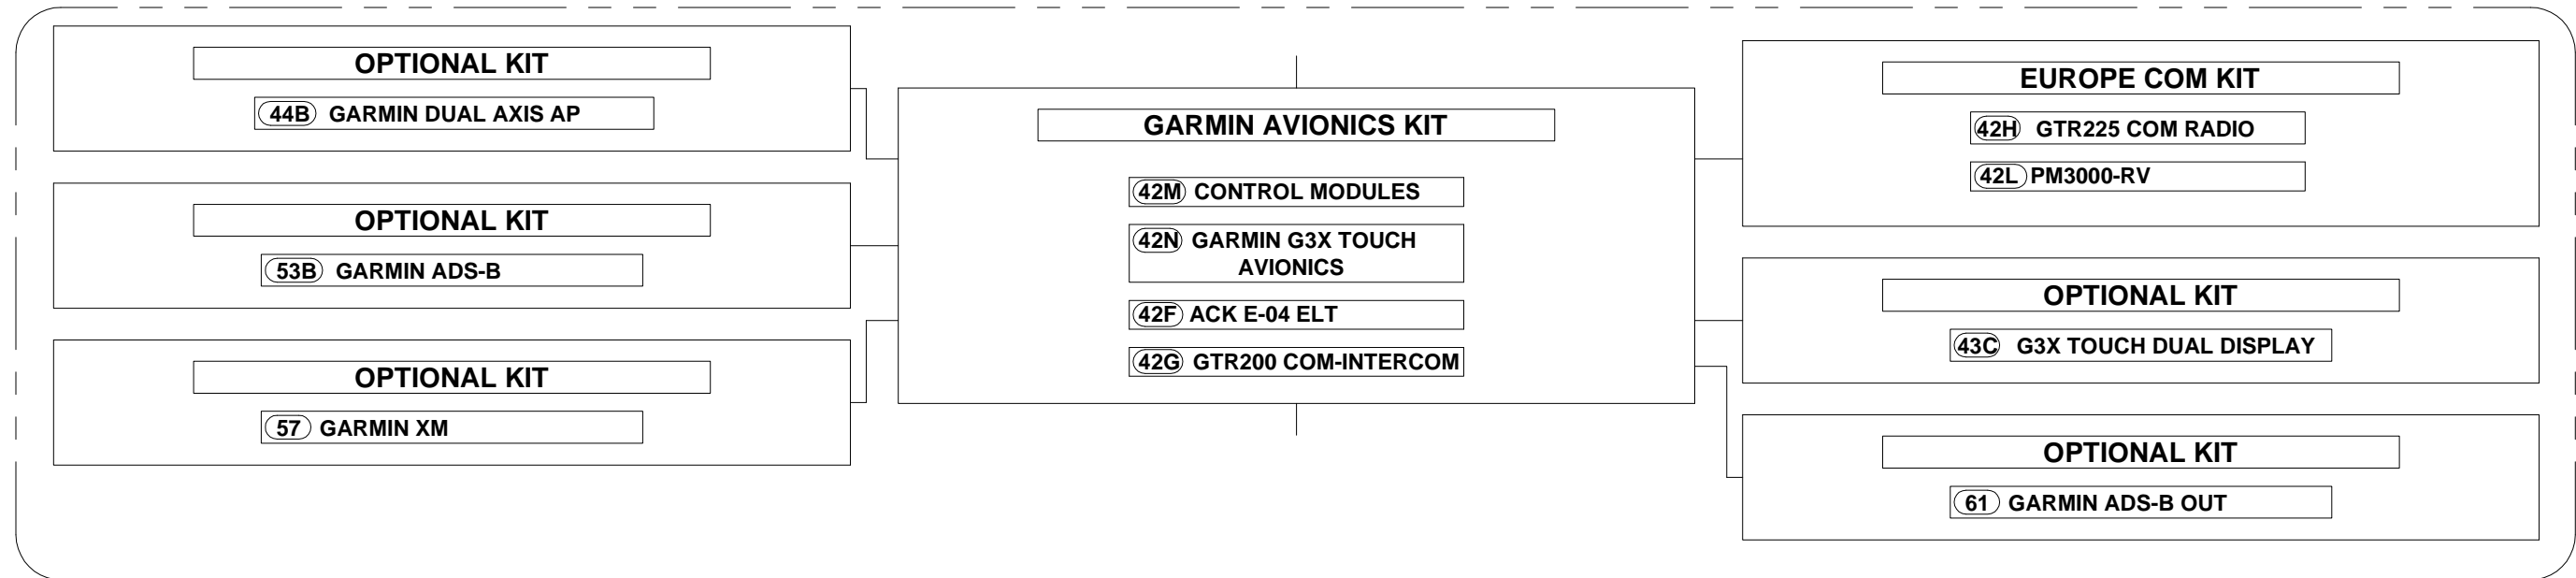 OPTIONAL KIT
44B GARMIN DUAL AXIS AP
OPTIONAL KIT
53B GARMIN ADS-B
OPTIONAL KIT
57 GARMIN XM
GARMIN AVIONICS KIT
42M CONTROL MODULES
42N GARMIN G3X TOUCH
AVIONICS
42F ACK E-04 ELT
42G GTR200 COM-INTERCOM
EUROPE COM KIT
42H GTR225 COM RADIO
42L PM3000-RV
OPTIONAL KIT
43C G3X TOUCH DUAL DISPLAY
OPTIONAL KIT
61 GARMIN ADS-B OUT